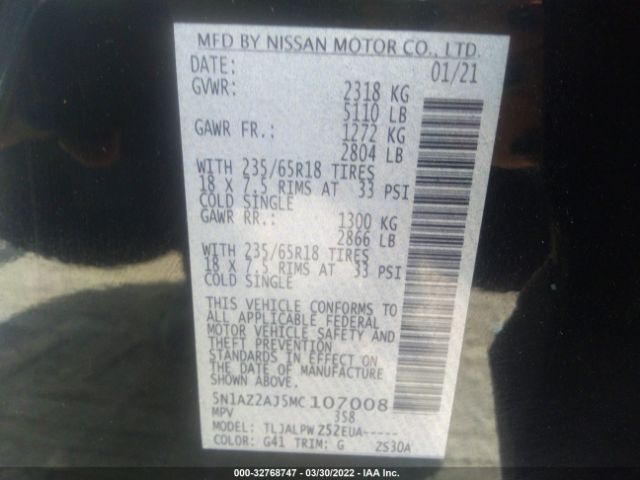 MFD BY NISSAN MOTOR CO., LTD.
DATE: 01/21
GVWR: 2318 KG
5110 LB
GAWR FR.: 1272 KG
2804 LB
WITH 235/65R18 TIRES
18 X 7.5 RIMS AT 33 PSI
COLD SINGLE
GAWR RR.: 1300 KG
2866 LB
WITH 235/65R18 TIRES
18 X 7.5 RIMS AT 33 PSI
COLD SINGLE
THIS VEHICLE CONFORMS TO
ALL APPLICABLE FEDERAL
MOTOR VEHICLE SAFETY AND
THEFT PREVENTION
STANDARDS IN EFFECT ON
THE DATE OF MANUFACTURE
SHOWN ABOVE.
5N1AZ2AJ5MC107008
MPV 358
MODEL: TLJALPWZ52EUA-----
COLOR: G41 TRIM: G ZS30A
000-32768747 - 03/30/2022 - IAA Inc.